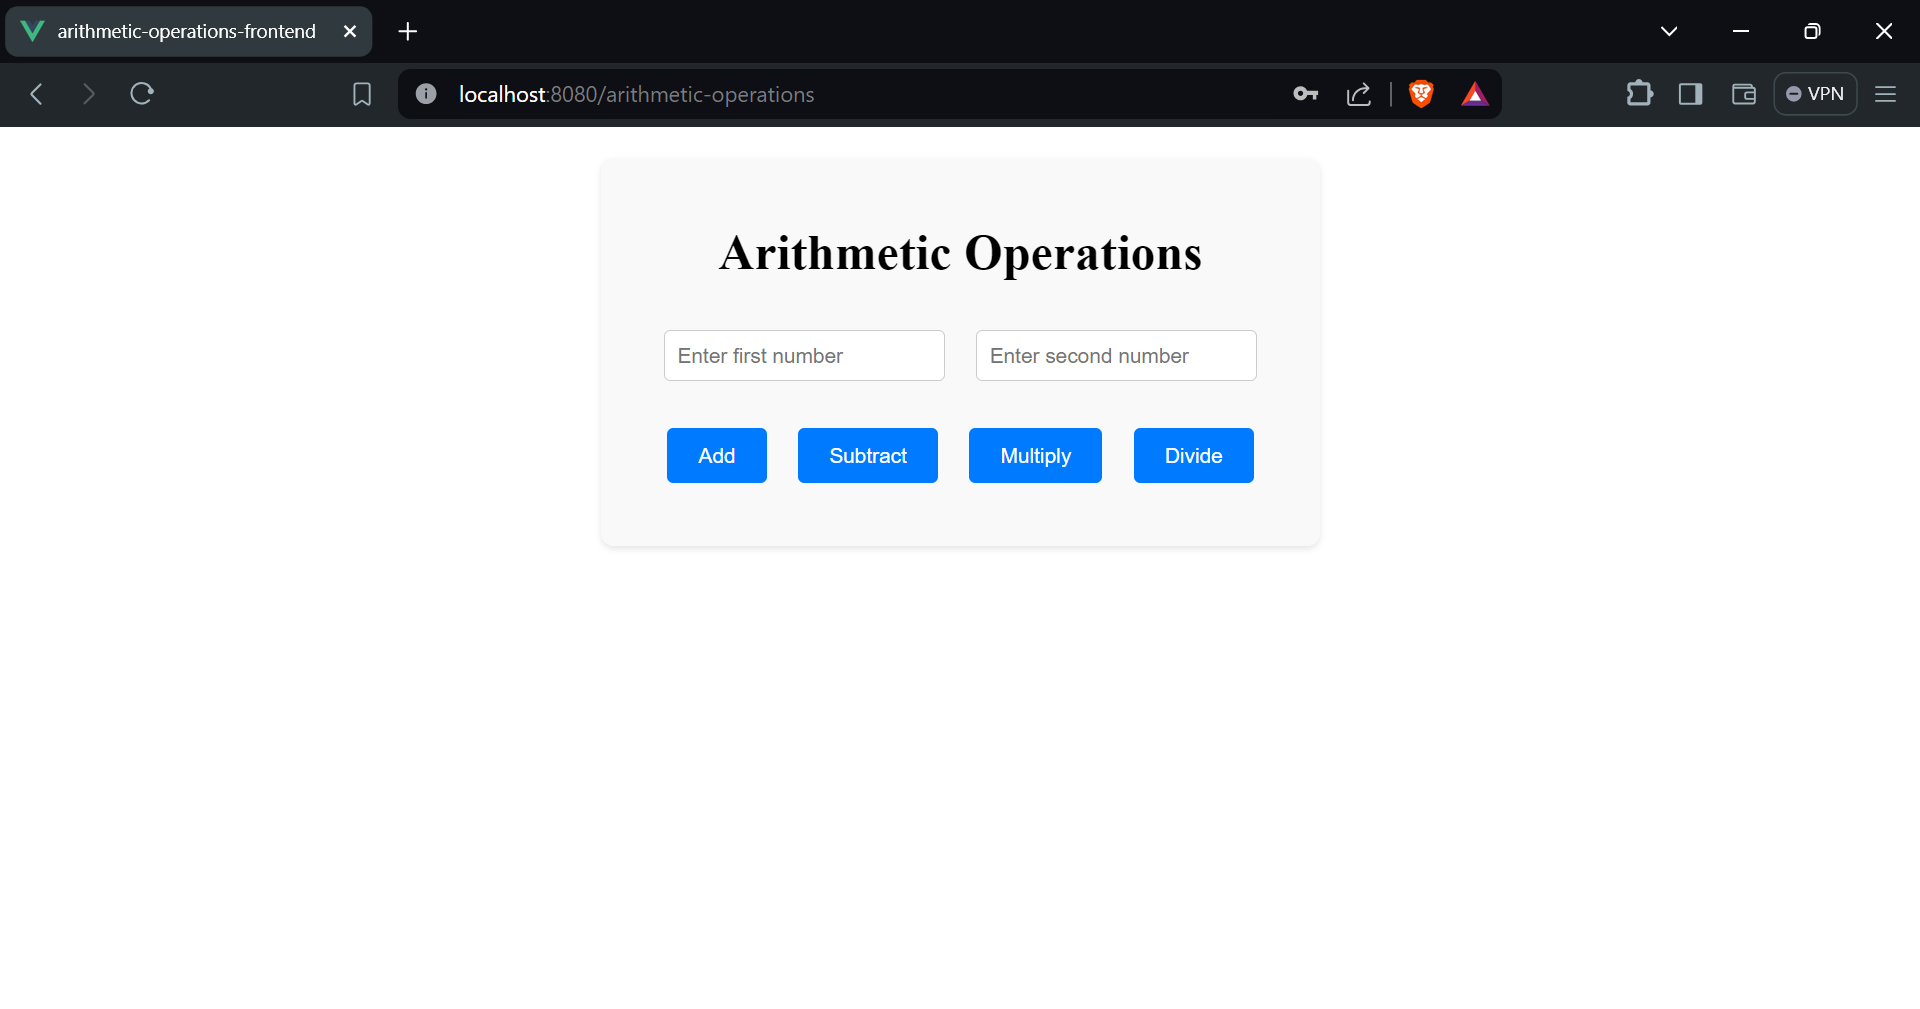 arithmetic-operations-frontend
localhost:8080/arithmetic-operations
VPN
Arithmetic Operations
Enter first number Enter second number
Add Subtract Multiply Divide